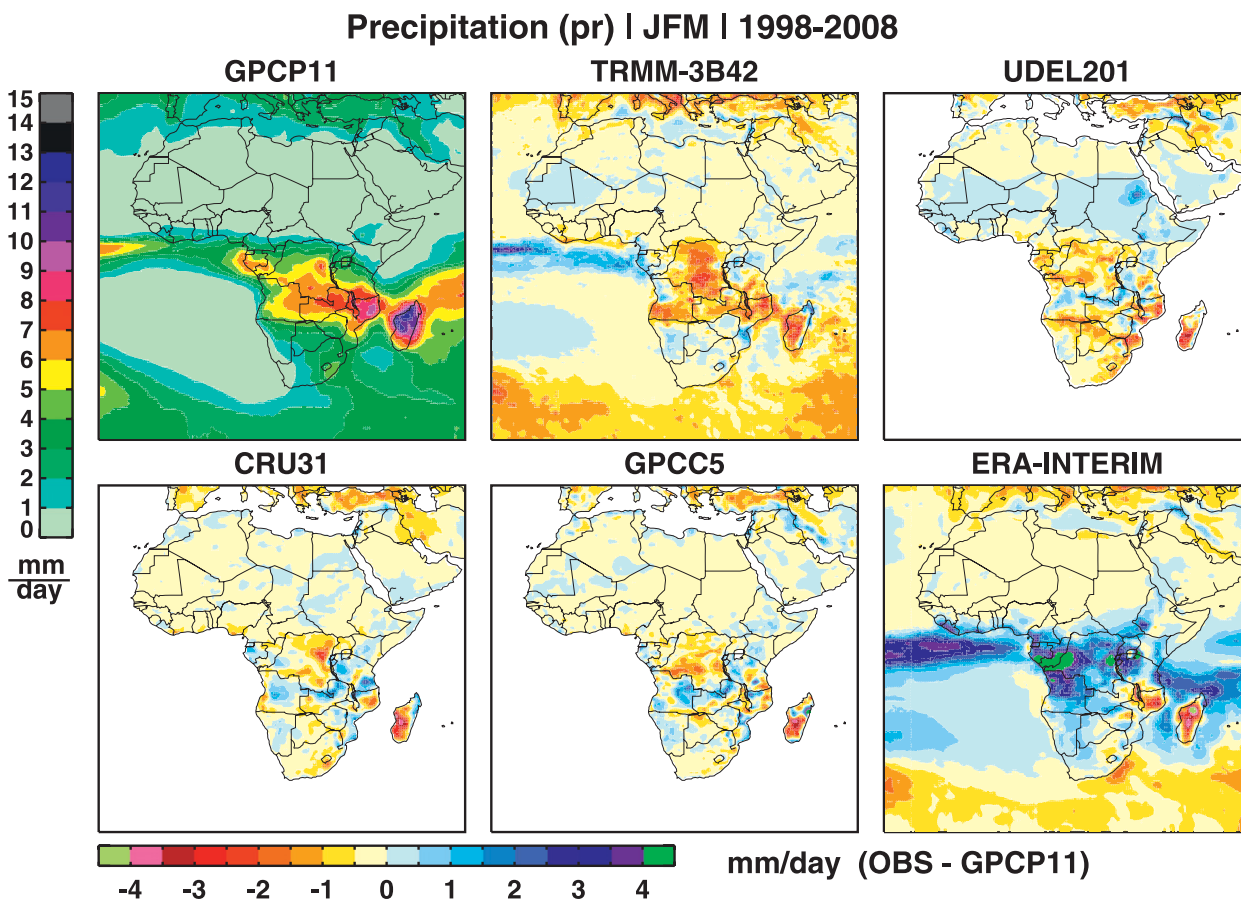 Precipitation (pr) | JFM | 1998-2008
GPCP11
TRMM-3B42
UDEL201
15
14
13
12
11
10
9
8
7
6
5
4
3
2
1
0
mm
day
CRU31
GPCC5
ERA-INTERIM
-4 -3 -2 -1 0 1 2 3 4
mm/day (OBS - GPCP11)